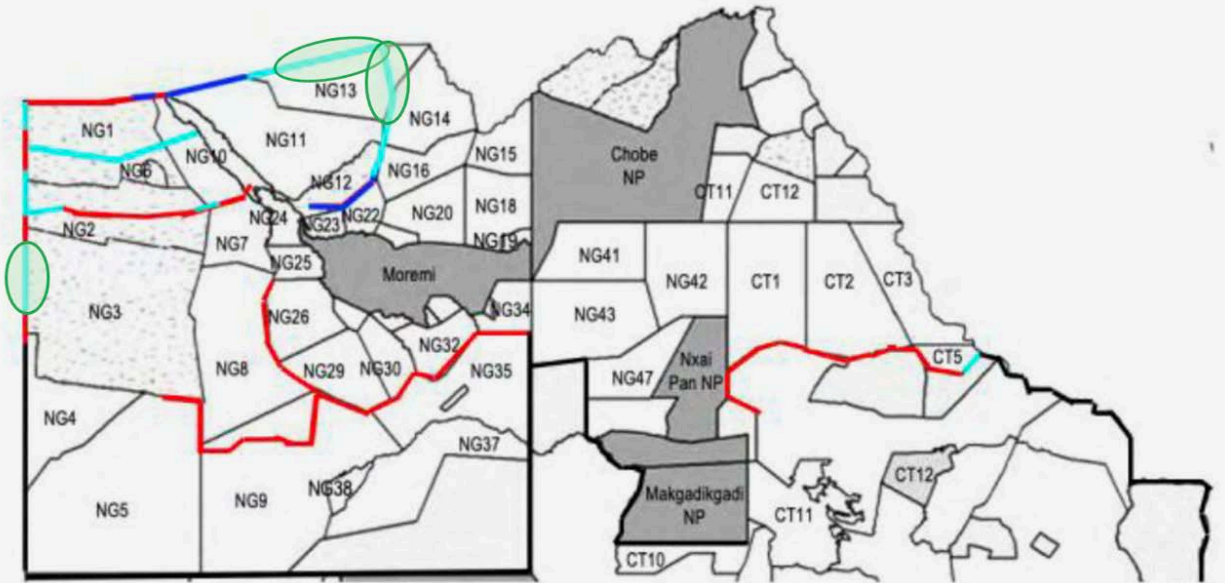 NG1
NG6
NG10
NG11
NG13
NG14
NG15
NG16
NG12
NG2
NG24
NG23
NG22
NG20
NG18
NG19
NG7
NG25
Moremi
NG3
NG26
NG34
NG8
NG29
NG30
NG32
NG35
NG4
NG5
NG9
NG38
NG37
Chobe
NP
CT11
CT12
NG41
NG42
CT1
CT2
CT3
NG43
NG47
Nxai
Pan NP
CT5
Makgadikgadi
NP
CT11
CT12
CT10